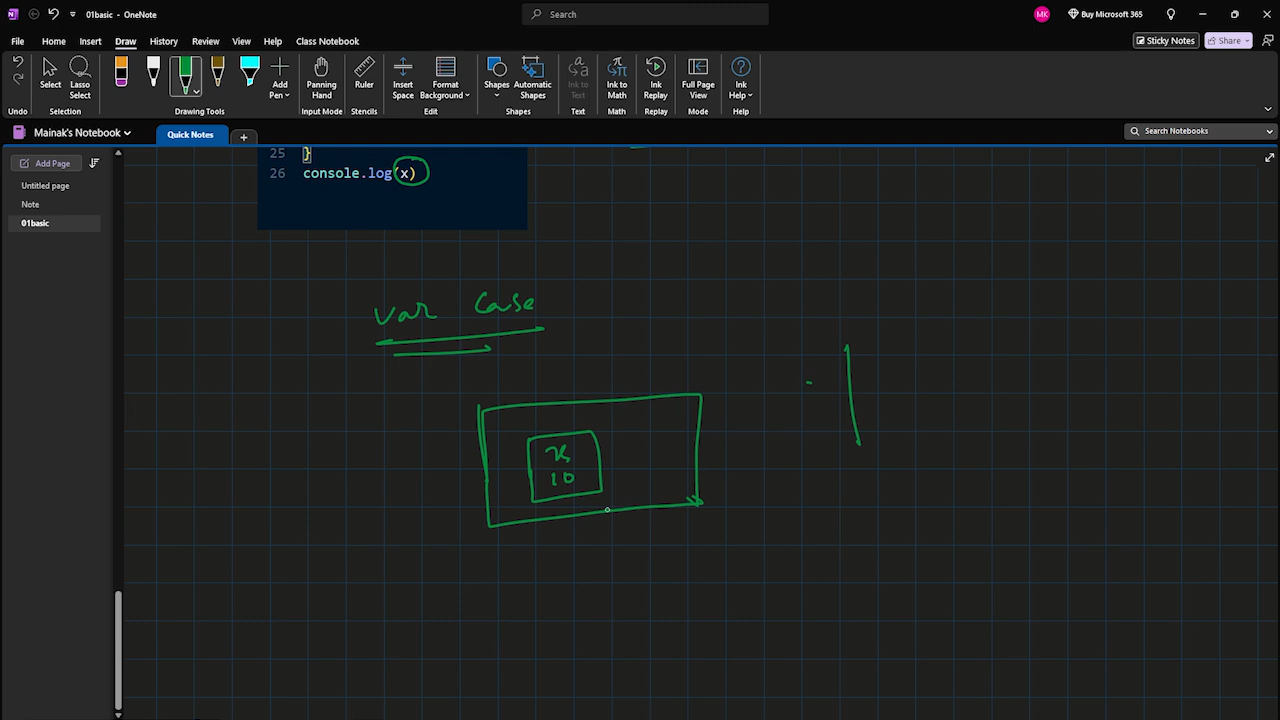 01basic - OneNote
Search
MK
Buy Microsoft 365
File Home Insert Draw History Review View Help Class Notebook
Sticky Notes
Share
Undo
Select
Lasso Select
Selection
Add Pen
Drawing Tools
Panning Hand
Input Mode
Ruler
Stencils
Insert Space
Format Background
Edit
Shapes
Automatic Shapes
Shapes
Ink to Text
Text
Ink to Math
Math
Ink Replay
Replay
Full Page View
Mode
Ink Help
Help
Mainak's Notebook
Quick Notes
Search Notebooks
Add Page
Untitled page
Note
01basic
25 }
26 console.log(x)
var Case
x
10